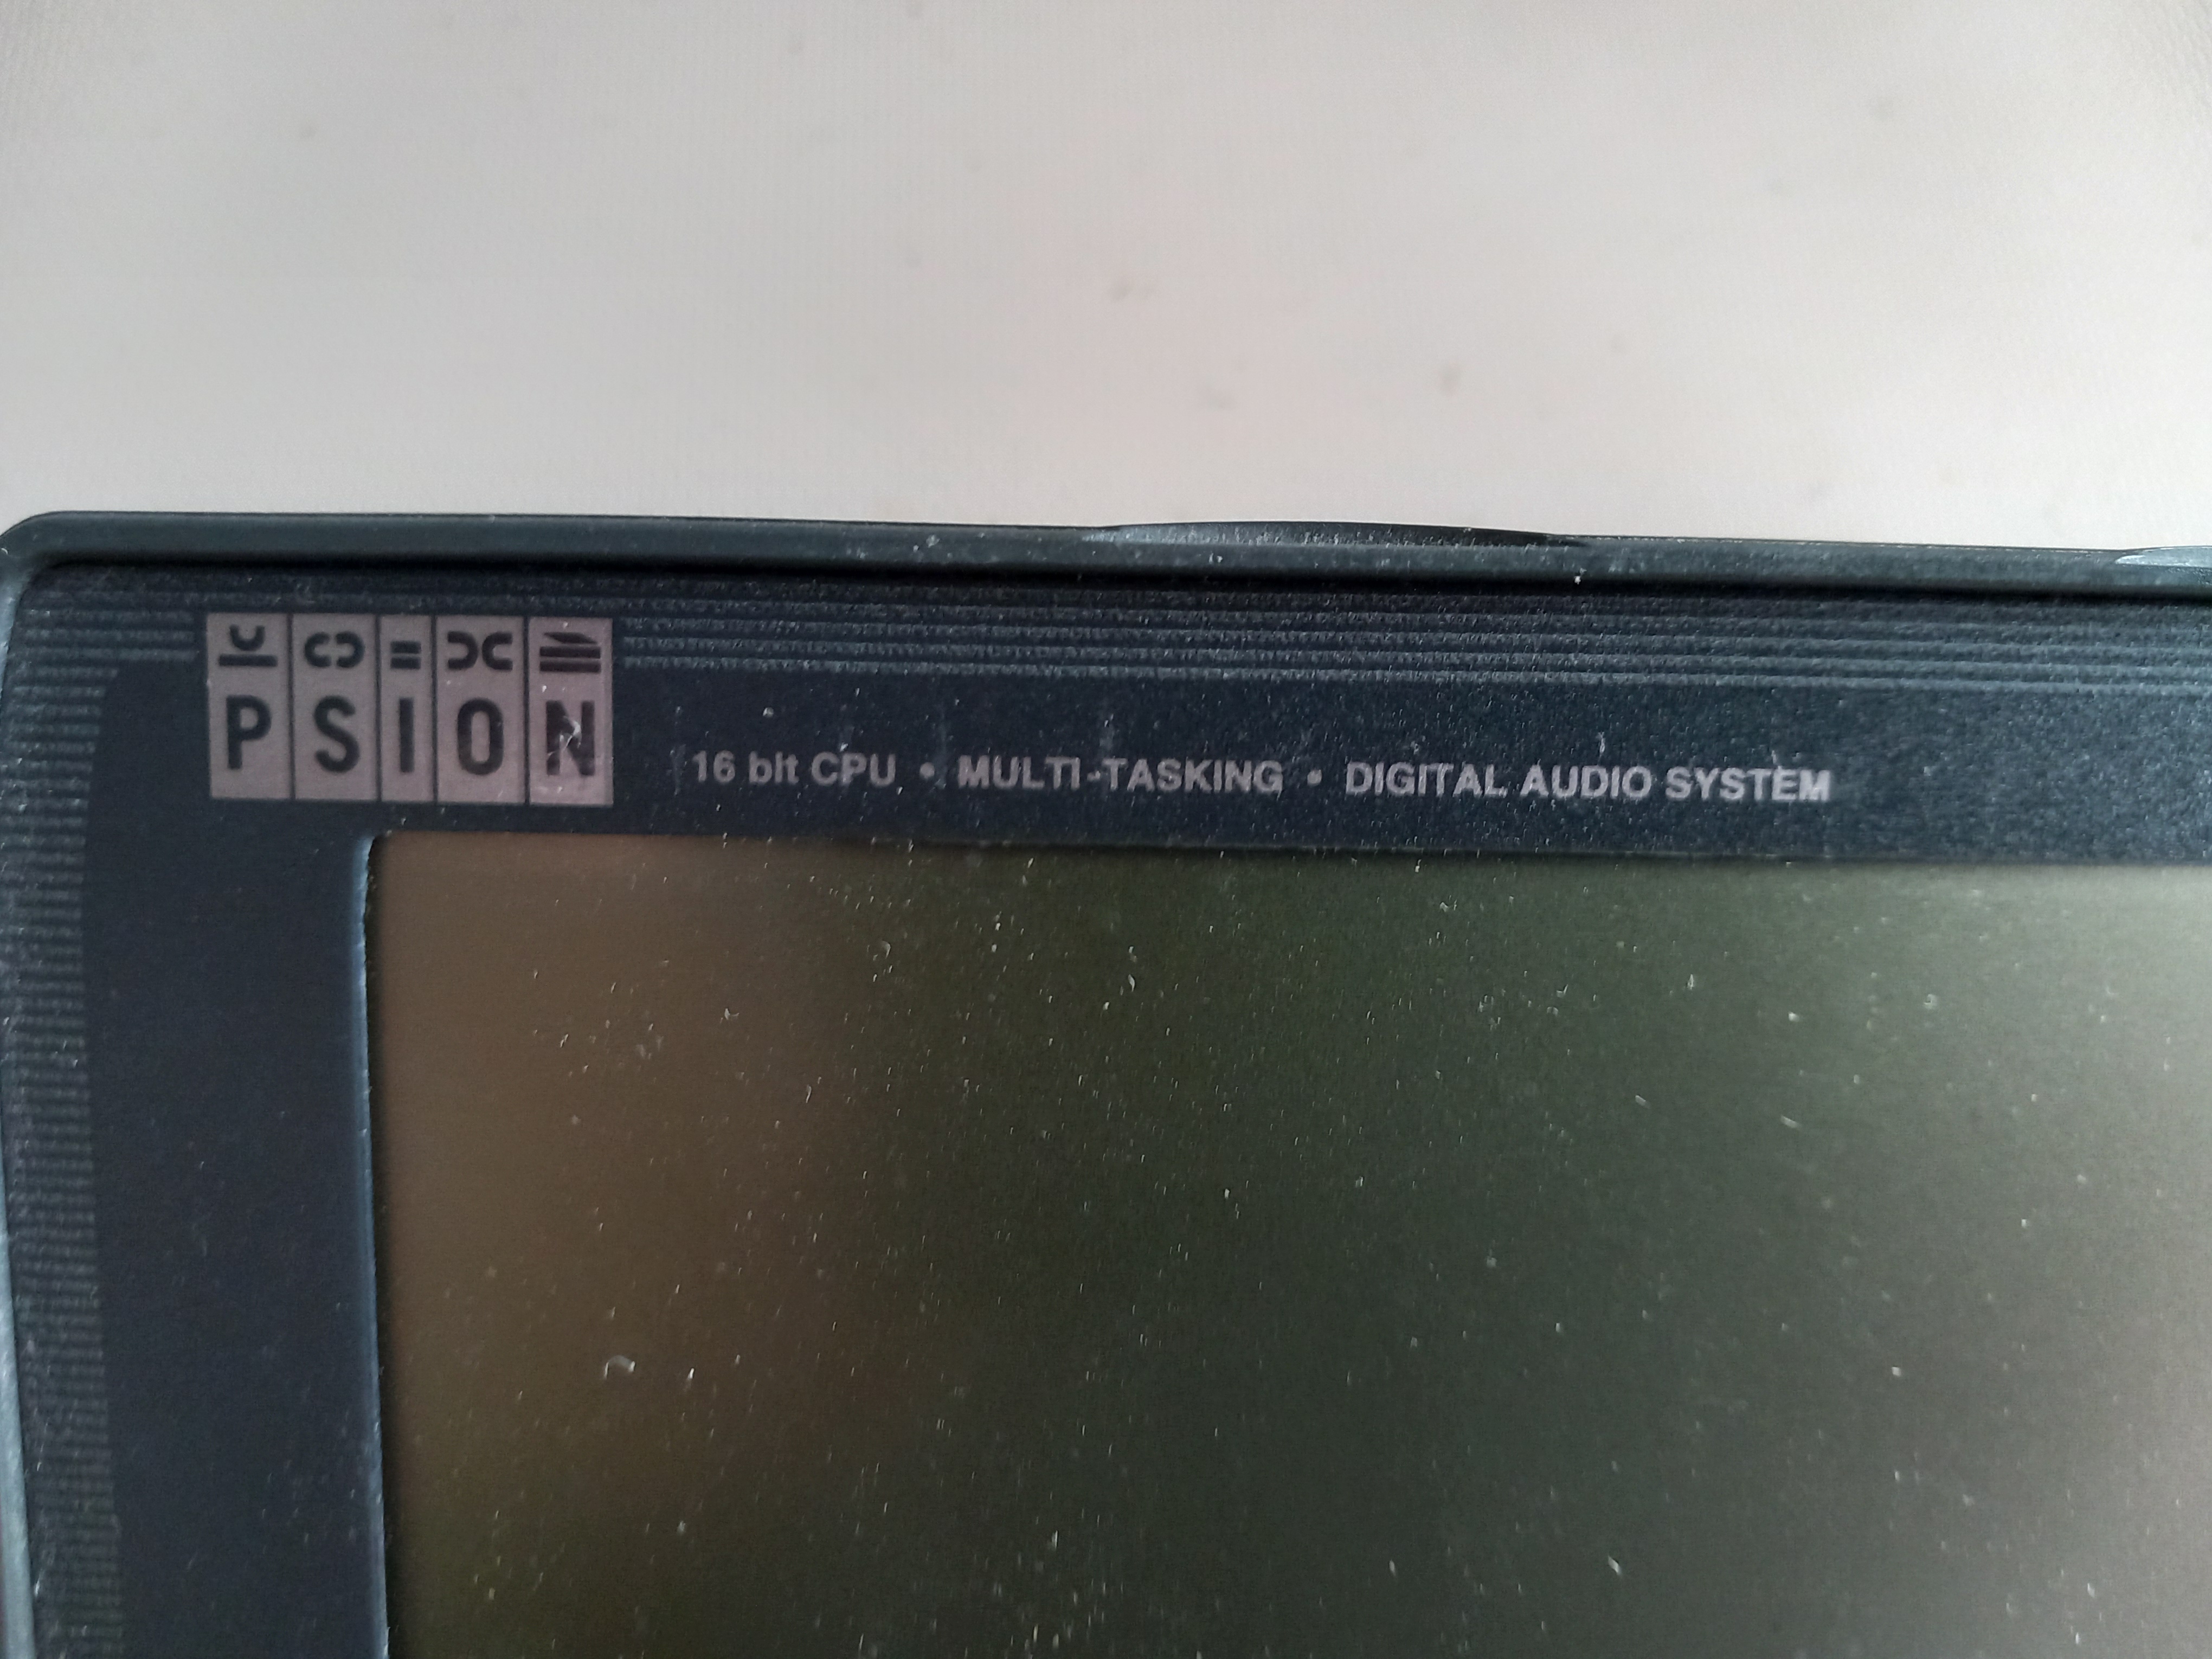 PSION
16 bit CPU • MULTI-TASKING • DIGITAL AUDIO SYSTEM